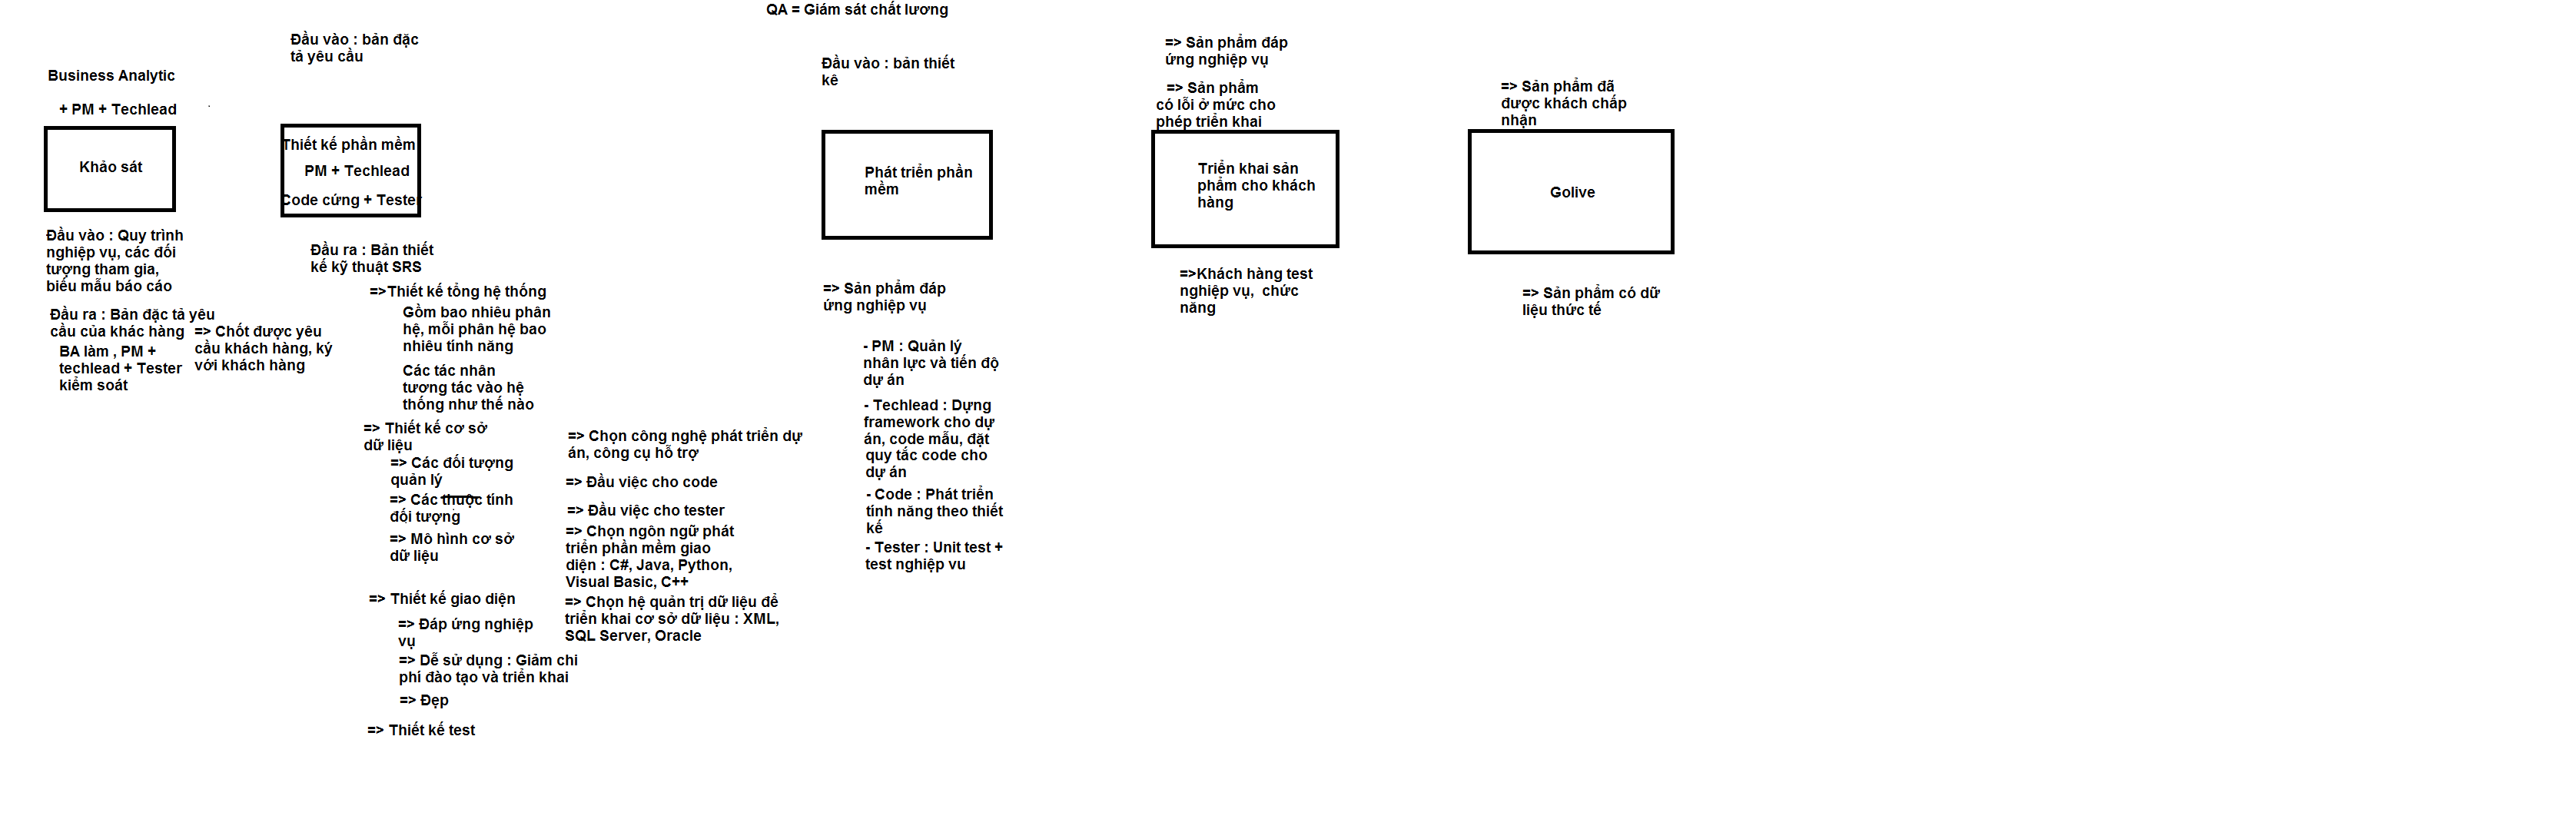 QA = Giám sát chất lương
Business Analytic
+ PM + Techlead
Khảo sát
Đầu vào : Quy trình
nghiệp vụ, các đối
tượng tham gia,
biểu mẫu báo cáo
Đầu ra : Bản đặc tả yêu
cầu của khác hàng
BA làm , PM +
techlead + Tester
kiểm soát
=> Chốt được yêu
cầu khách hàng, ký
với khách hàng
Đầu vào : bản đặc
tả yêu cầu
Thiết kế phần mềm
PM + Techlead
Code cứng + Tester
Đầu ra : Bản thiết
kế kỹ thuật SRS
=>Thiết kế tổng hệ thống
Gồm bao nhiêu phân
hệ, mỗi phân hệ bao
nhiêu tính năng
Các tác nhân
tương tác vào hệ
thống như thế nào
=> Thiết kế cơ sở
dữ liệu
=> Các đối tượng
quản lý
=> Các thuộc tính
đối tượng
=> Mô hình cơ sở
dữ liệu
=> Thiết kế giao diện
=> Đáp ứng nghiệp
vụ
=> Dễ sử dụng : Giảm chi
phí đào tạo và triển khai
=> Đẹp
=> Thiết kế test
=> Chọn công nghệ phát triển dự
án, công cụ hỗ trợ
=> Đầu việc cho code
=> Đầu việc cho tester
=> Chọn ngôn ngữ phát
triển phần mềm giao
diện : C#, Java, Python,
Visual Basic, C++
=> Chọn hệ quản trị dữ liệu để
triển khai cơ sở dữ liệu : XML,
SQL Server, Oracle
Đầu vào : bản thiết
kê
Phát triển phần
mềm
=> Sản phẩm đáp
ứng nghiệp vụ
- PM : Quản lý
nhân lực và tiến độ
dự án
- Techlead : Dựng
framework cho dự
án, code mẫu, đặt
quy tắc code cho
dự án
- Code : Phát triển
tính năng theo thiết
kế
- Tester : Unit test +
test nghiệp vu
=> Sản phẩm đáp
ứng nghiệp vụ
=> Sản phẩm
có lỗi ở mức cho
phép triển khai
Triển khai sản
phẩm cho khách
hàng
=>Khách hàng test
nghiệp vụ, chức
năng
=> Sản phẩm đã
được khách chấp
nhận
Golive
=> Sản phẩm có dữ
liệu thức tế